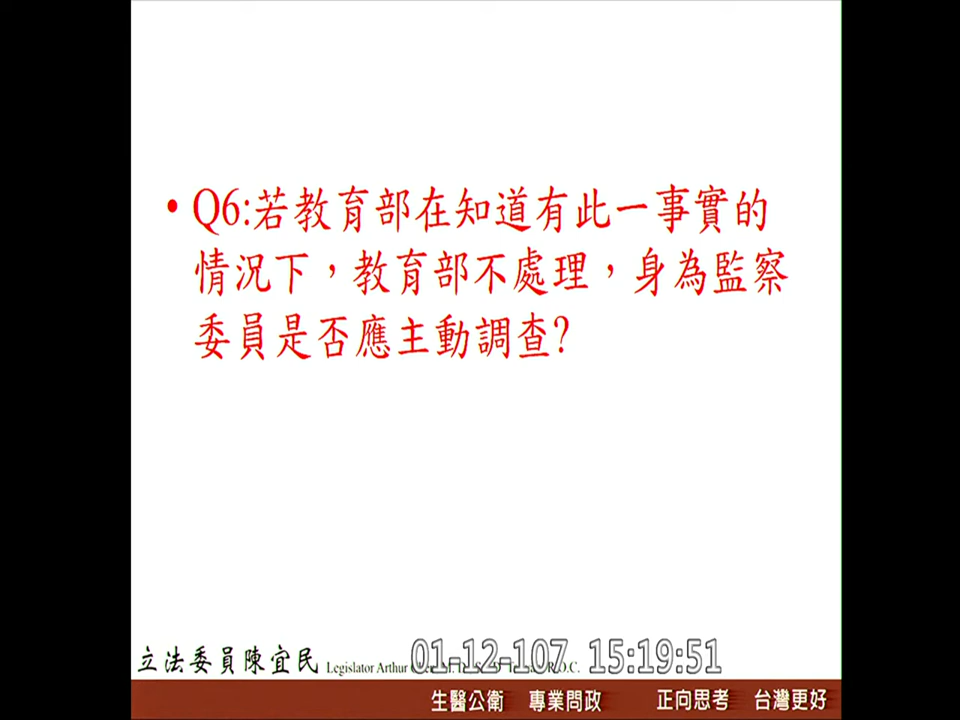 • Q6:若教育部在知道有此一事實的
情況下，教育部不處理，身為監察
委員是否應主動調查?
立法委員陳宜民 Legislator Arthur R.O.C.
01-12-107 15:19:51
生醫公衛 專業問政 正向思考 台灣更好